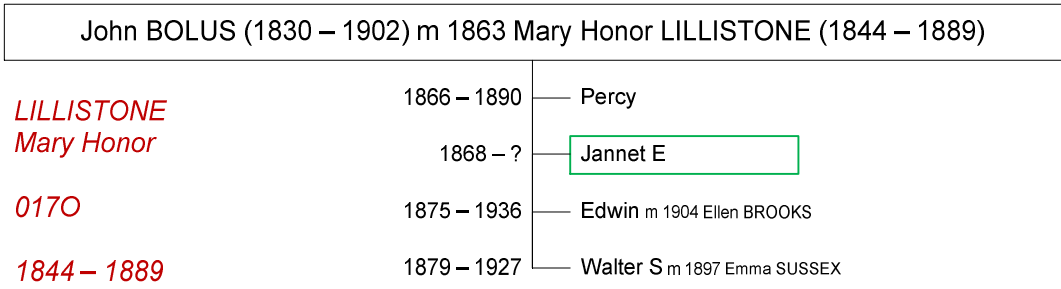 John BOLUS (1830 – 1902) m 1863 Mary Honor LILLISTONE (1844 – 1889)
LILLISTONE
Mary Honor
017O
1844 – 1889
1866 – 1890 Percy
1868 – ? Jannet E
1875 – 1936 Edwin m 1904 Ellen BROOKS
1879 – 1927 Walter S m 1897 Emma SUSSEX